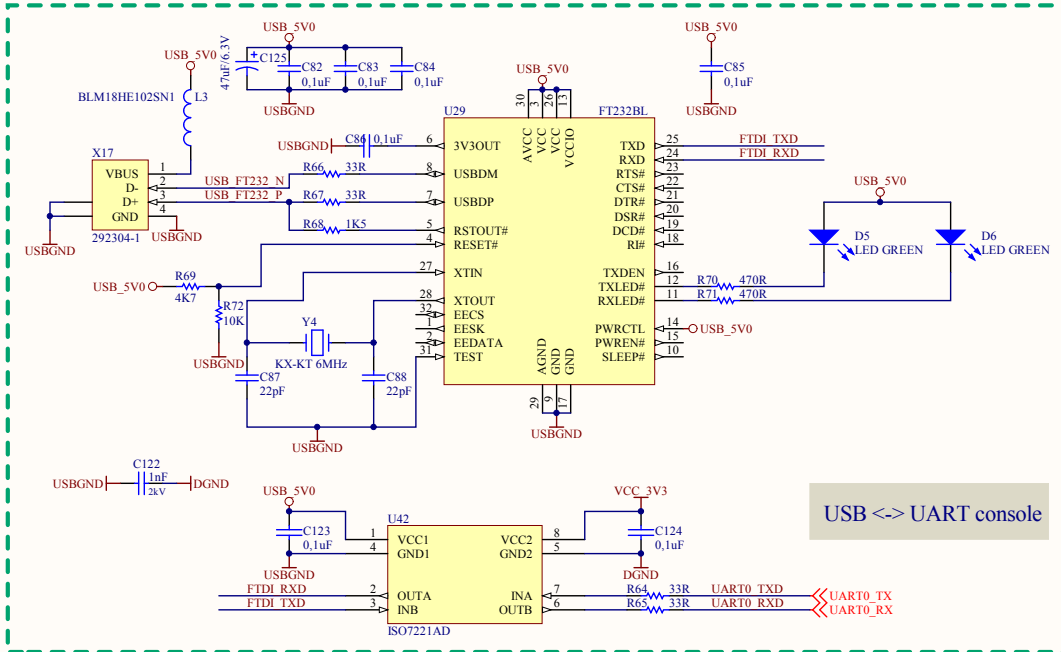 USB_5V0
47uF/6.3V
C125
C82
0,1uF
C83
0,1uF
C84
0,1uF
USBGND
USB_5V0
C85
0,1uF
USBGND
USB_5V0
BLM18HE102SN1
L3
X17
VBUS
D-
D+
GND
1
2
3
4
292304-1
USBGND
USBGND
USB_FT232_N
USB_FT232_P
USBGND
C86
0,1uF
R66
33R
R67
33R
R68
1K5
USB_5V0
R69
4K7
R72
10K
USBGND
Y4
KX-KT 6MHz
C87
22pF
C88
22pF
USBGND
USB_5V0
U29
FT232BL
30
3
26
13
AVCC
VCC
VCC
VCCIO
6
3V3OUT
8
USBDM
7
USBDP
5
RSTOUT#
4
RESET#
27
XTIN
28
XTOUT
32
EECS
1
EESK
2
EEDATA
31
TEST
TXD
25
FTDI_TXD
RXD
24
FTDI_RXD
RTS#
23
CTS#
22
DTR#
21
DSR#
20
DCD#
19
RI#
18
TXDEN
16
TXLED#
12
R70
470R
RXLED#
11
R71
470R
PWRCTL
14
USB_5V0
PWREN#
15
SLEEP#
10
AGND
GND
GND
29
9
17
USBGND
USB_5V0
D5
LED GREEN
D6
LED GREEN
USBGND
C122
1nF
2kV
DGND
USB_5V0
C123
0,1uF
USBGND
U42
1
VCC1
4
GND1
FTDI_RXD
2
OUTA
FTDI_TXD
3
INB
ISO7221AD
VCC2
8
GND2
5
INA
7
OUTB
6
VCC_3V3
C124
0,1uF
DGND
R64
33R
UART0_TXD
UART0_TX
R65
33R
UART0_RXD
UART0_RX
USB <-> UART console